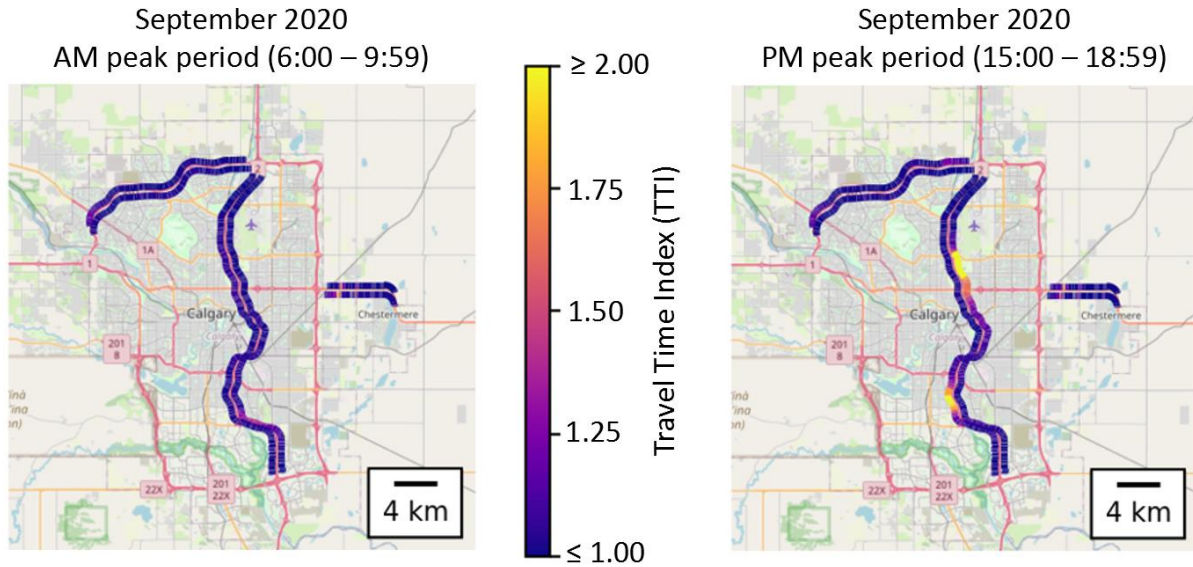 September 2020
AM peak period (6:00 – 9:59)
2
1A
1
Calgary
Chestermere
201
8
22X
201
22X
4 km
≥ 2.00
1.75
1.50
1.25
≤ 1.00
Travel Time Index (TTI)
September 2020
PM peak period (15:00 – 18:59)
2
1A
1
Calgary
Chestermere
201
8
22X
201
22X
4 km